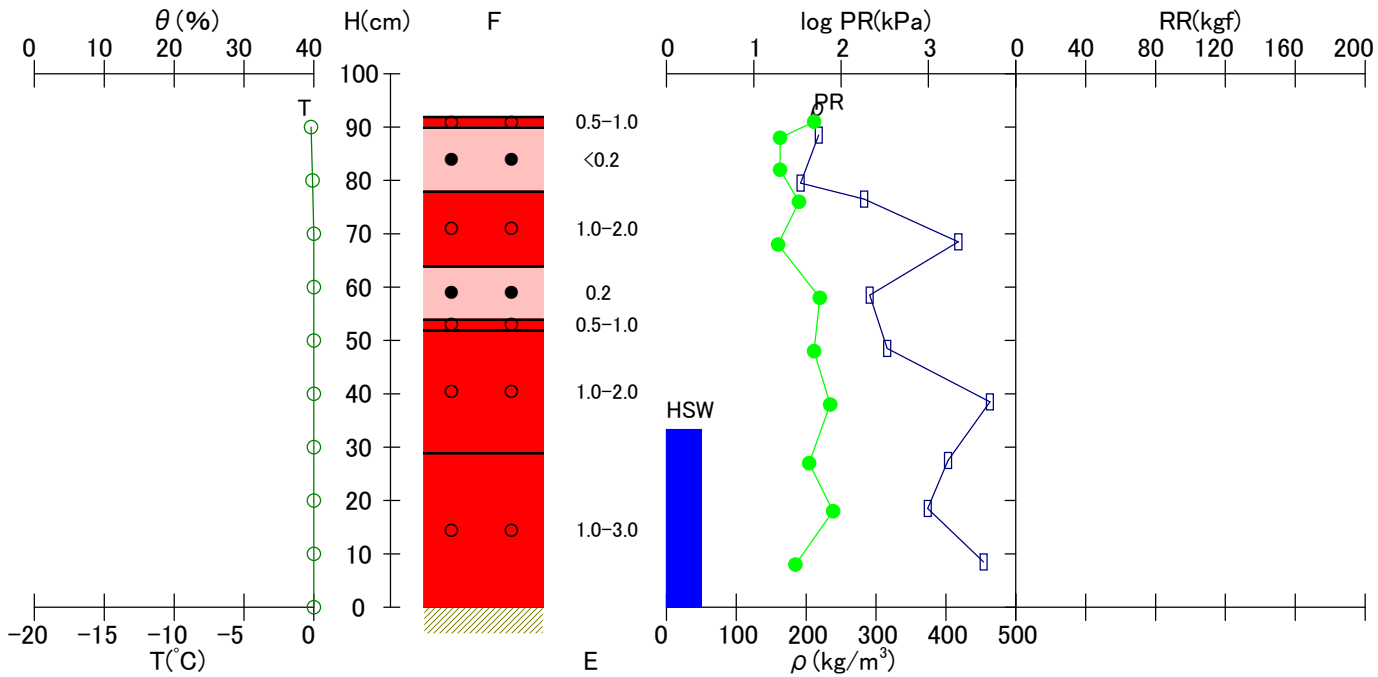 θ(%) H(cm) F log PR(kPa) RR(kgf)
0 10 20 30 40 0 1 2 3 0 40 80 120 160 200
100
T PR
ρ
90 0.5-1.0
<0.2
80
70 1.0-2.0
60 0.2
0.5-1.0
50
40 1.0-2.0
HSW
30
20
1.0-3.0
10
0
-20 -15 -10 -5 0 0 100 200 300 400 500
T(°C) E ρ(kg/m³)